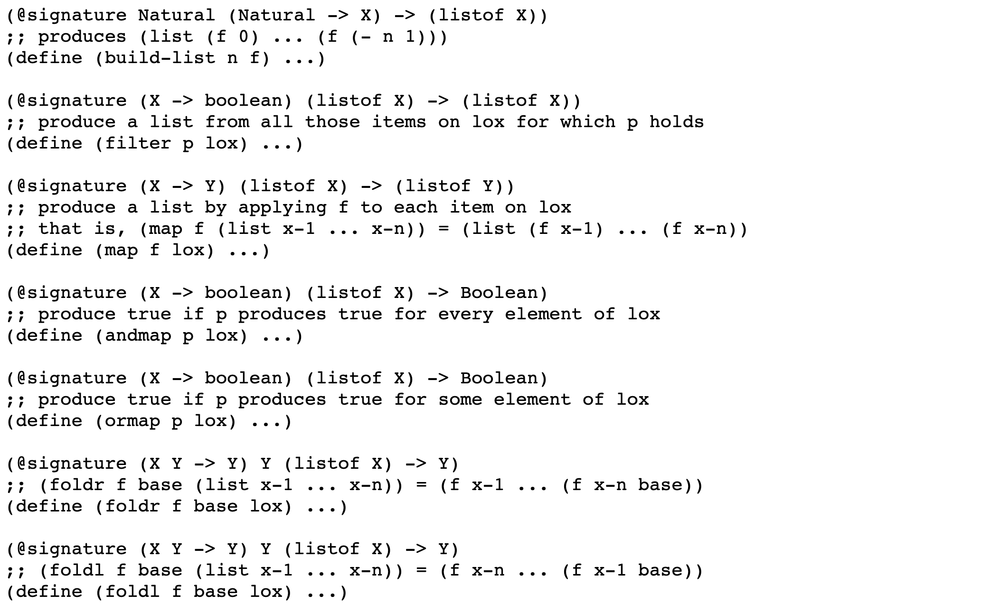 (@signature Natural (Natural -> X) -> (listof X))
;; produces (list (f 0) ... (f (- n 1)))
(define (build-list n f) ...)

(@signature (X -> boolean) (listof X) -> (listof X))
;; produce a list from all those items on lox for which p holds
(define (filter p lox) ...)

(@signature (X -> Y) (listof X) -> (listof Y))
;; produce a list by applying f to each item on lox
;; that is, (map f (list x-1 ... x-n)) = (list (f x-1) ... (f x-n))
(define (map f lox) ...)

(@signature (X -> boolean) (listof X) -> Boolean)
;; produce true if p produces true for every element of lox
(define (andmap p lox) ...)

(@signature (X -> boolean) (listof X) -> Boolean)
;; produce true if p produces true for some element of lox
(define (ormap p lox) ...)

(@signature (X Y -> Y) Y (listof X) -> Y)
;; (foldr f base (list x-1 ... x-n)) = (f x-1 ... (f x-n base))
(define (foldr f base lox) ...)

(@signature (X Y -> Y) Y (listof X) -> Y)
;; (foldl f base (list x-1 ... x-n)) = (f x-n ... (f x-1 base))
(define (foldl f base lox) ...)